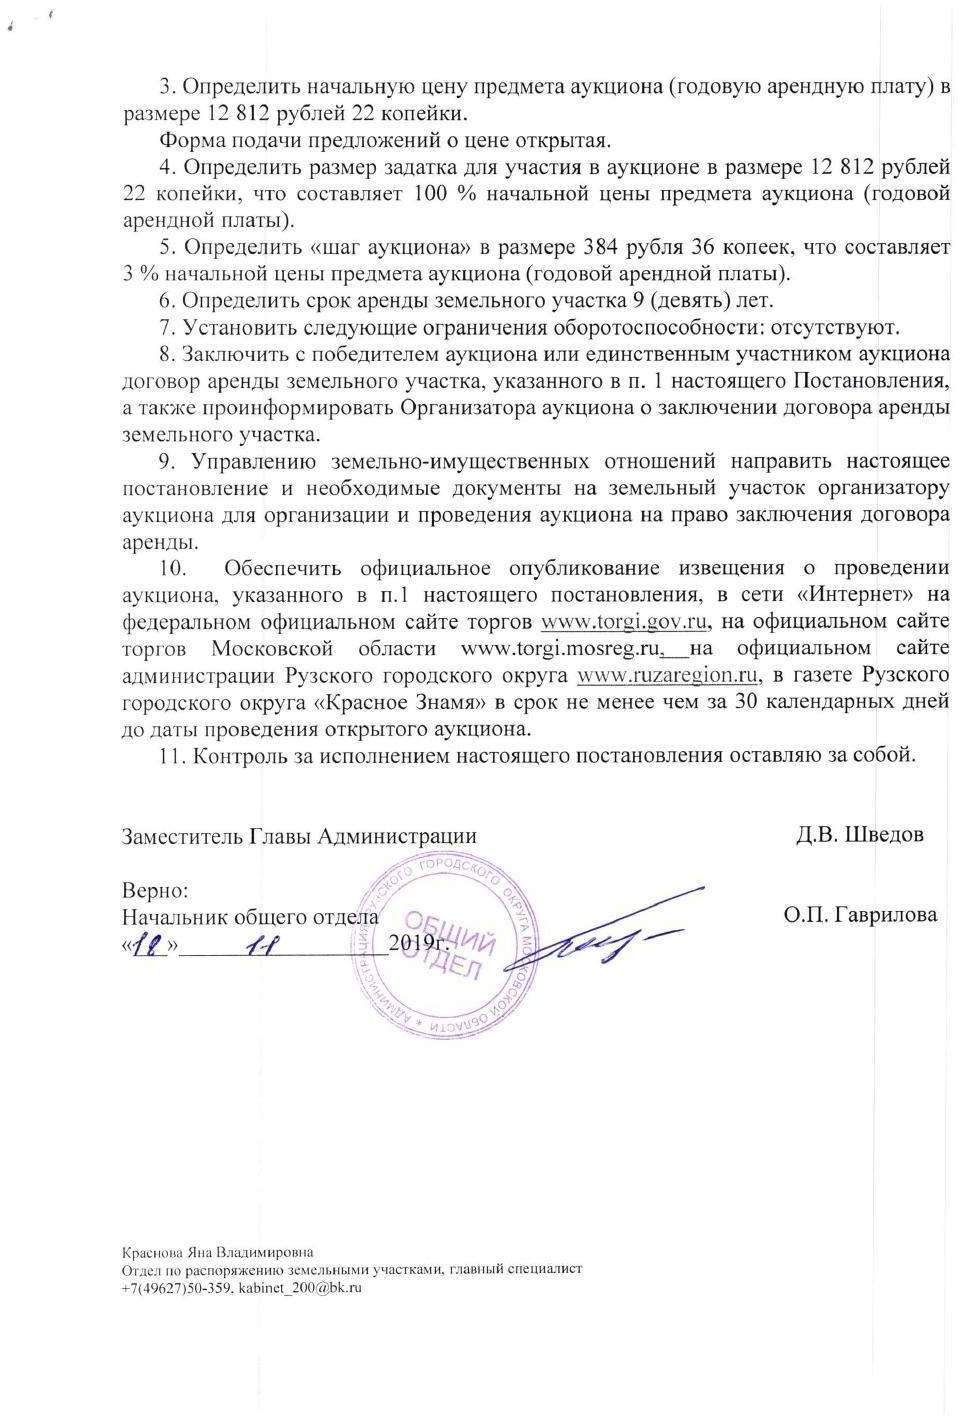 3. Определить начальную цену предмета аукциона (годовую арендную плату) в
размере 12 812 рублей 22 копейки.
Форма подачи предложений о цене открытая.
4. Определить размер задатка для участия в аукционе в размере 12 812 рублей
22 копейки, что составляет 100 % начальной цены предмета аукциона (годовой
арендной платы).
5. Определить «шаг аукциона» в размере 384 рубля 36 копеек, что составляет
3 % начальной цены предмета аукциона (годовой арендной платы).
6. Определить срок аренды земельного участка 9 (девять) лет.
7. Установить следующие ограничения оборотоспособности: отсутствуют.
8. Заключить с победителем аукциона или единственным участником аукциона
договор аренды земельного участка, указанного в п. 1 настоящего Постановления,
а также проинформировать Организатора аукциона о заключении договора аренды
земельного участка.
9. Управлению земельно-имущественных отношений направить настоящее
постановление и необходимые документы на земельный участок организатору
аукциона для организации и проведения аукциона на право заключения договора
аренды.
10. Обеспечить официальное опубликование извещения о проведении
аукциона, указанного в п.1 настоящего постановления, в сети «Интернет» на
федеральном официальном сайте торгов www.torgi.gov.ru, на официальном сайте
торгов Московской области www.torgi.mosreg.ru, на официальном сайте
администрации Рузского городского округа www.ruzaregion.ru, в газете Рузского
городского округа «Красное Знамя» в срок не менее чем за 30 календарных дней
до даты проведения открытого аукциона.
11. Контроль за исполнением настоящего постановления оставляю за собой.
Заместитель Главы Администрации Д.В. Шведов
Верно:
Начальник общего отдела О.П. Гаврилова
«18» 11 2019г.
АДМИНИСТРАЦИЯ РУЗСКОГО ГОРОДСКОГО ОКРУГА МОСКОВСКОЙ ОБЛАСТИ *
ОБЩИЙ
ОТДЕЛ
Краснова Яна Владимировна
Отдел по распоряжению земельными участками, главный специалист
+7(49627)50-359, kabinet_200@bk.ru